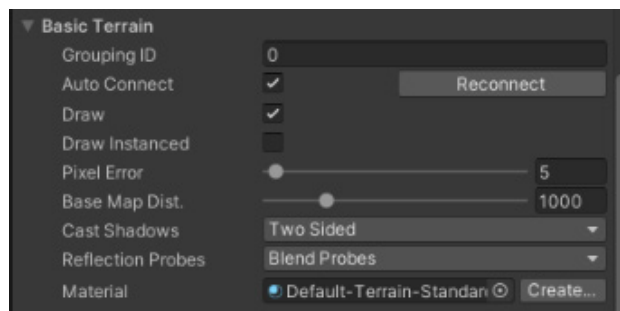 Basic Terrain
Grouping ID 0
Auto Connect Reconnect
Draw
Draw Instanced
Pixel Error 5
Base Map Dist. 1000
Cast Shadows Two Sided
Reflection Probes Blend Probes
Material Default-Terrain-Standar Create...